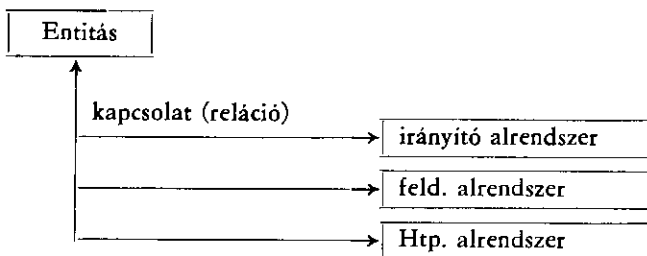 Entitás
kapcsolat (reláció)
irányító alrendszer
feld. alrendszer
Htp. alrendszer